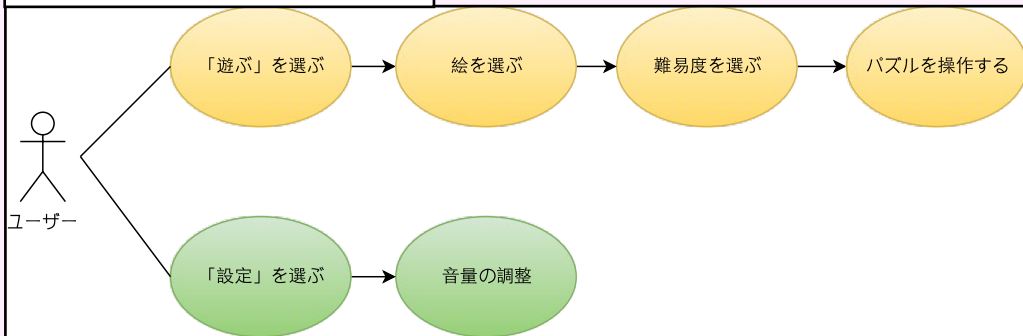 「遊ぶ」を選ぶ
絵を選ぶ
難易度を選ぶ
パズルを操作する
ユーザー
「設定」を選ぶ
音量の調整